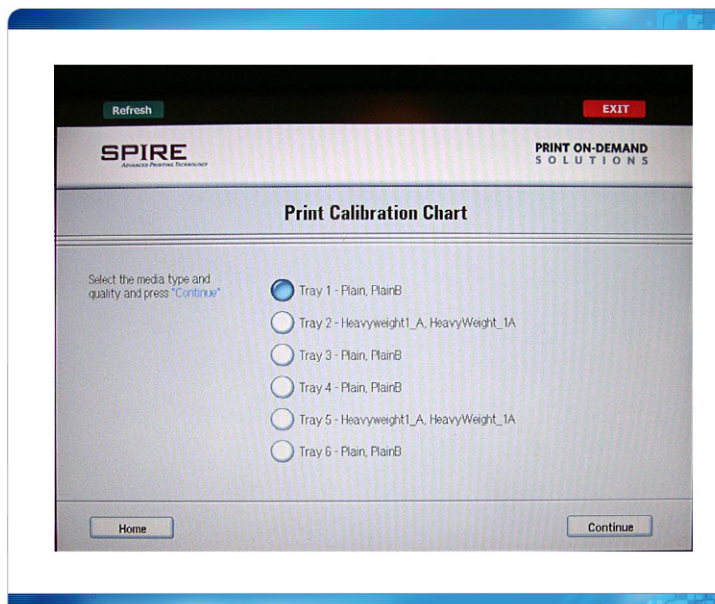 Refresh
EXIT
SPIRE
ADVANCED PRINTING TECHNOLOGY
PRINT ON-DEMAND
SOLUTIONS
Print Calibration Chart
Select the media type and
quality and press "Continue"
Tray 1 - Plain, PlainB
Tray 2 - Heavyweight1_A, HeavyWeight_1A
Tray 3 - Plain, PlainB
Tray 4 - Plain, PlainB
Tray 5 - Heavyweight1_A, HeavyWeight_1A
Tray 6 - Plain, PlainB
Home
Continue